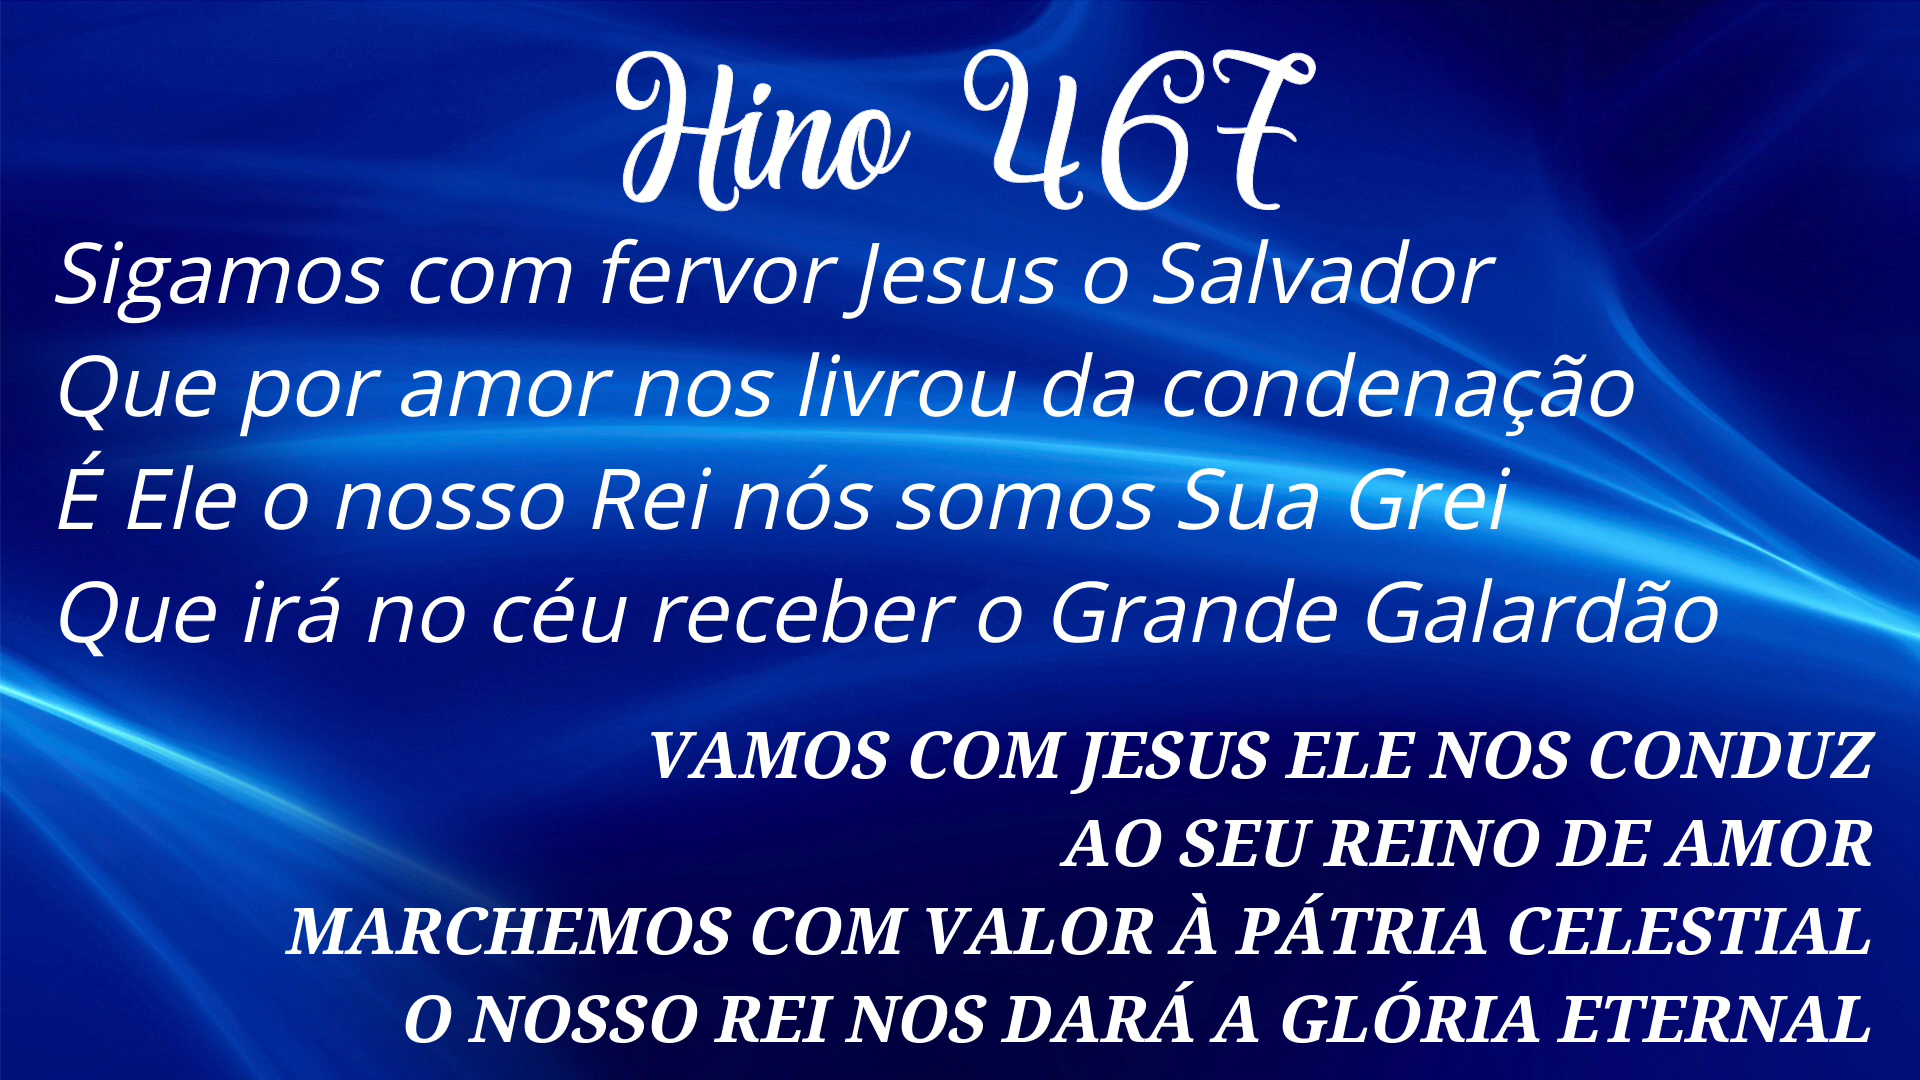 Hino 467
Sigamos com fervor Jesus o Salvador
Que por amor nos livrou da condenação
É Ele o nosso Rei nós somos Sua Grei
Que irá no céu receber o Grande Galardão
VAMOS COM JESUS ELE NOS CONDUZ
AO SEU REINO DE AMOR
MARCHEMOS COM VALOR À PÁTRIA CELESTIAL
O NOSSO REI NOS DARÁ A GLÓRIA ETERNAL